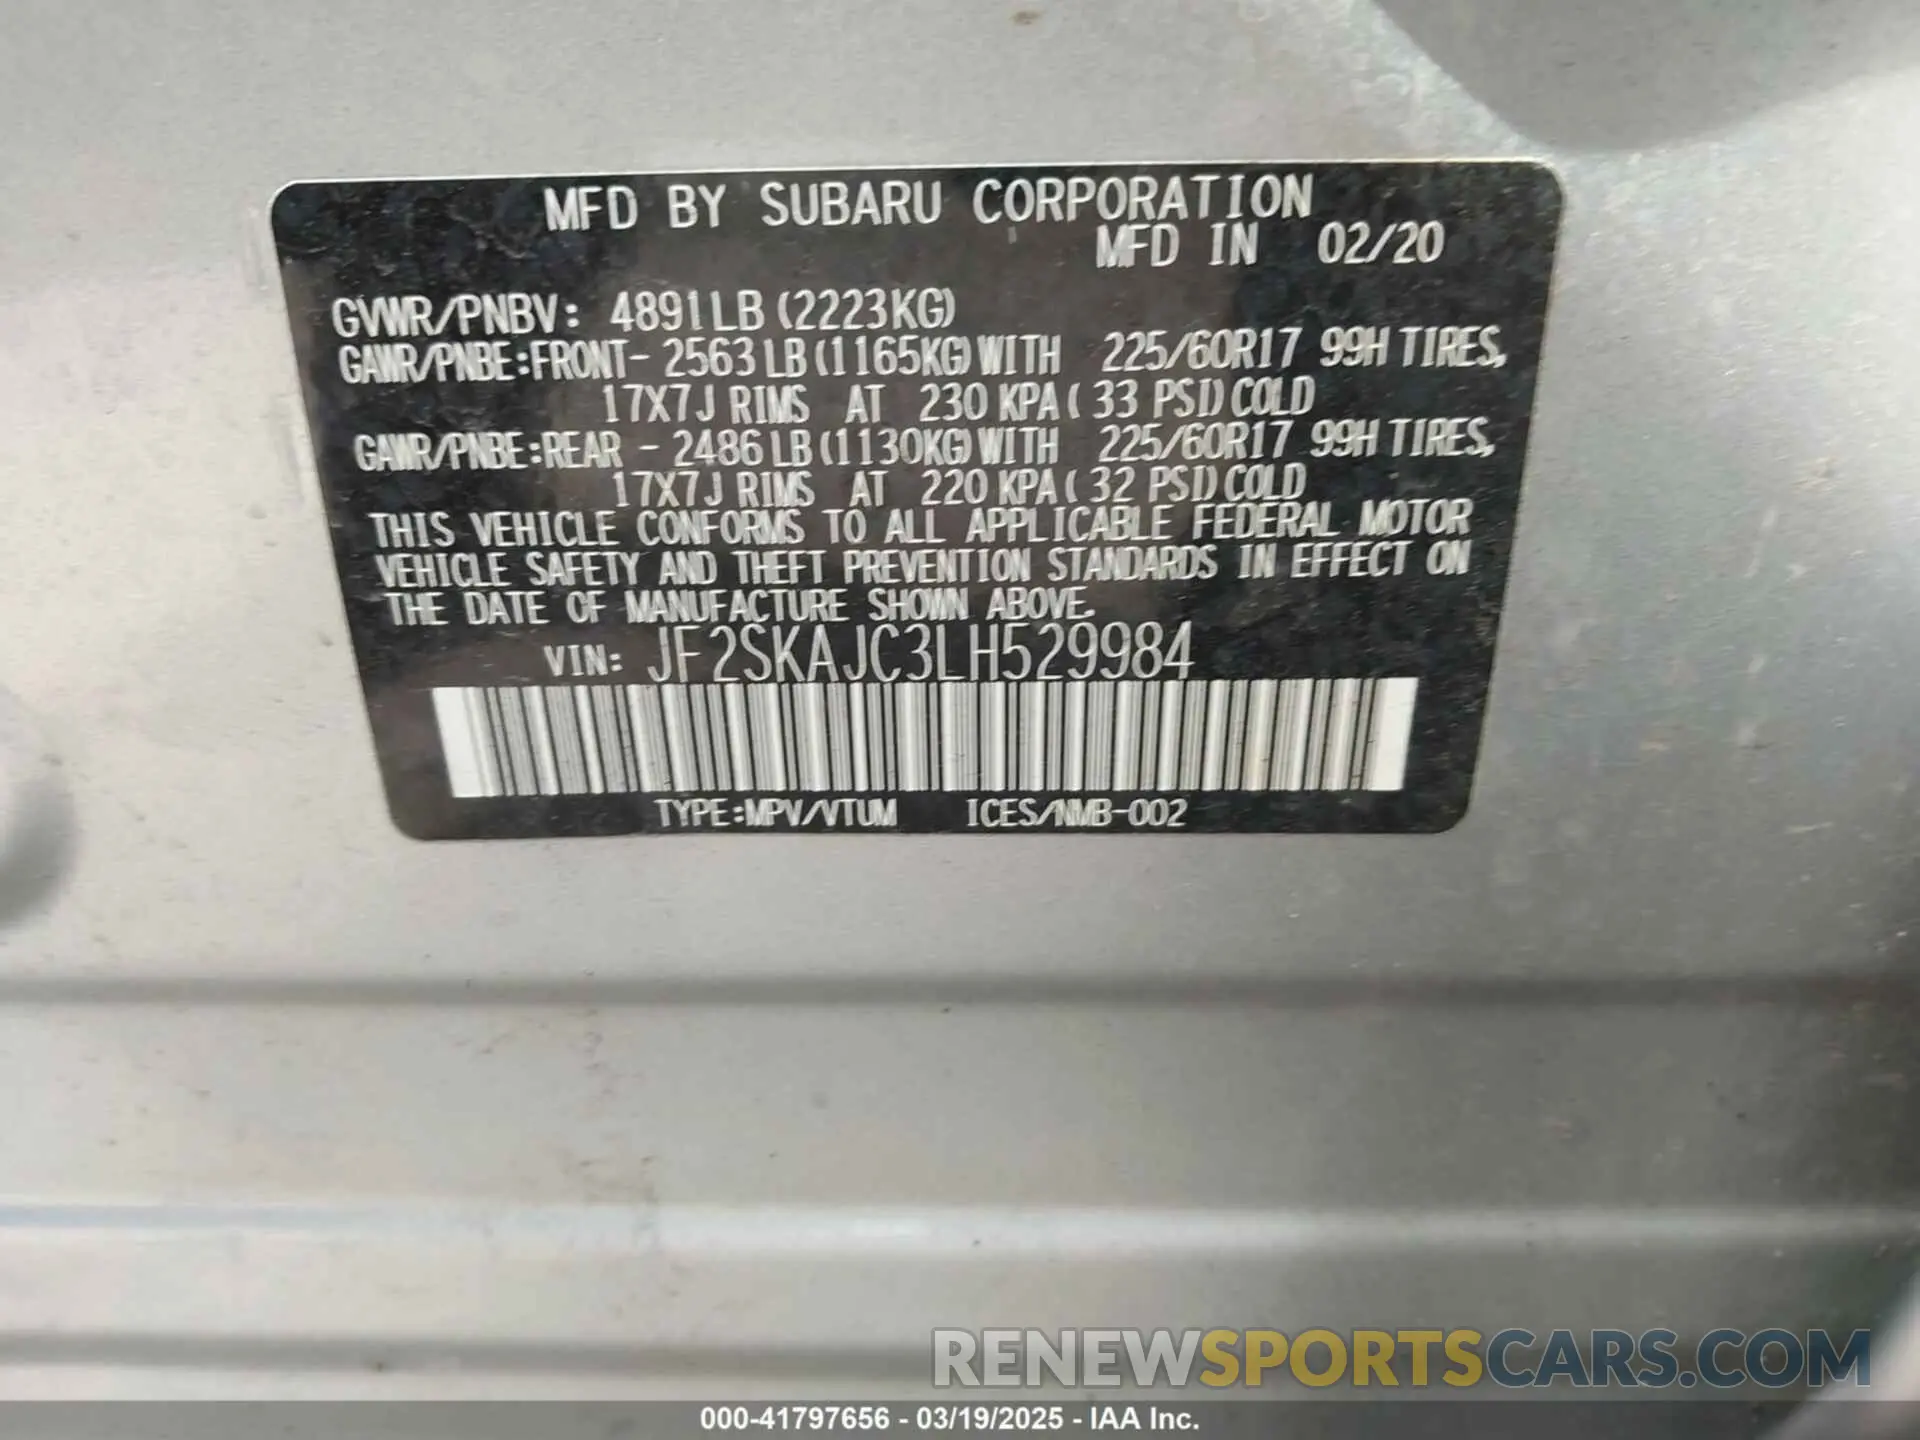 MFD BY SUBARU CORPORATION
MFD IN 02/20
GVWR/PNBV: 4891LB (2223KG)
GAWR/PNBE:FRONT- 2563LB(1165KG)WITH 225/60R17 99H TIRES,
17X7J RIMS AT 230 KPA( 33 PSI)COLD
GAWR/PNBE:REAR - 2486LB(1130KG)WITH 225/60R17 99H TIRES,
17X7J RIMS AT 220 KPA( 32 PSI)COLD
THIS VEHICLE CONFORMS TO ALL APPLICABLE FEDERAL MOTOR
VEHICLE SAFETY AND THEFT PREVENTION STANDARDS IN EFFECT ON
THE DATE OF MANUFACTURE SHOWN ABOVE.
VIN: JF2SKAJC3LH529984
TYPE:MPV/VTUM ICES/NMB-002
RENEWSPORTSCARS.COM
000-41797656 - 03/19/2025 - IAA Inc.